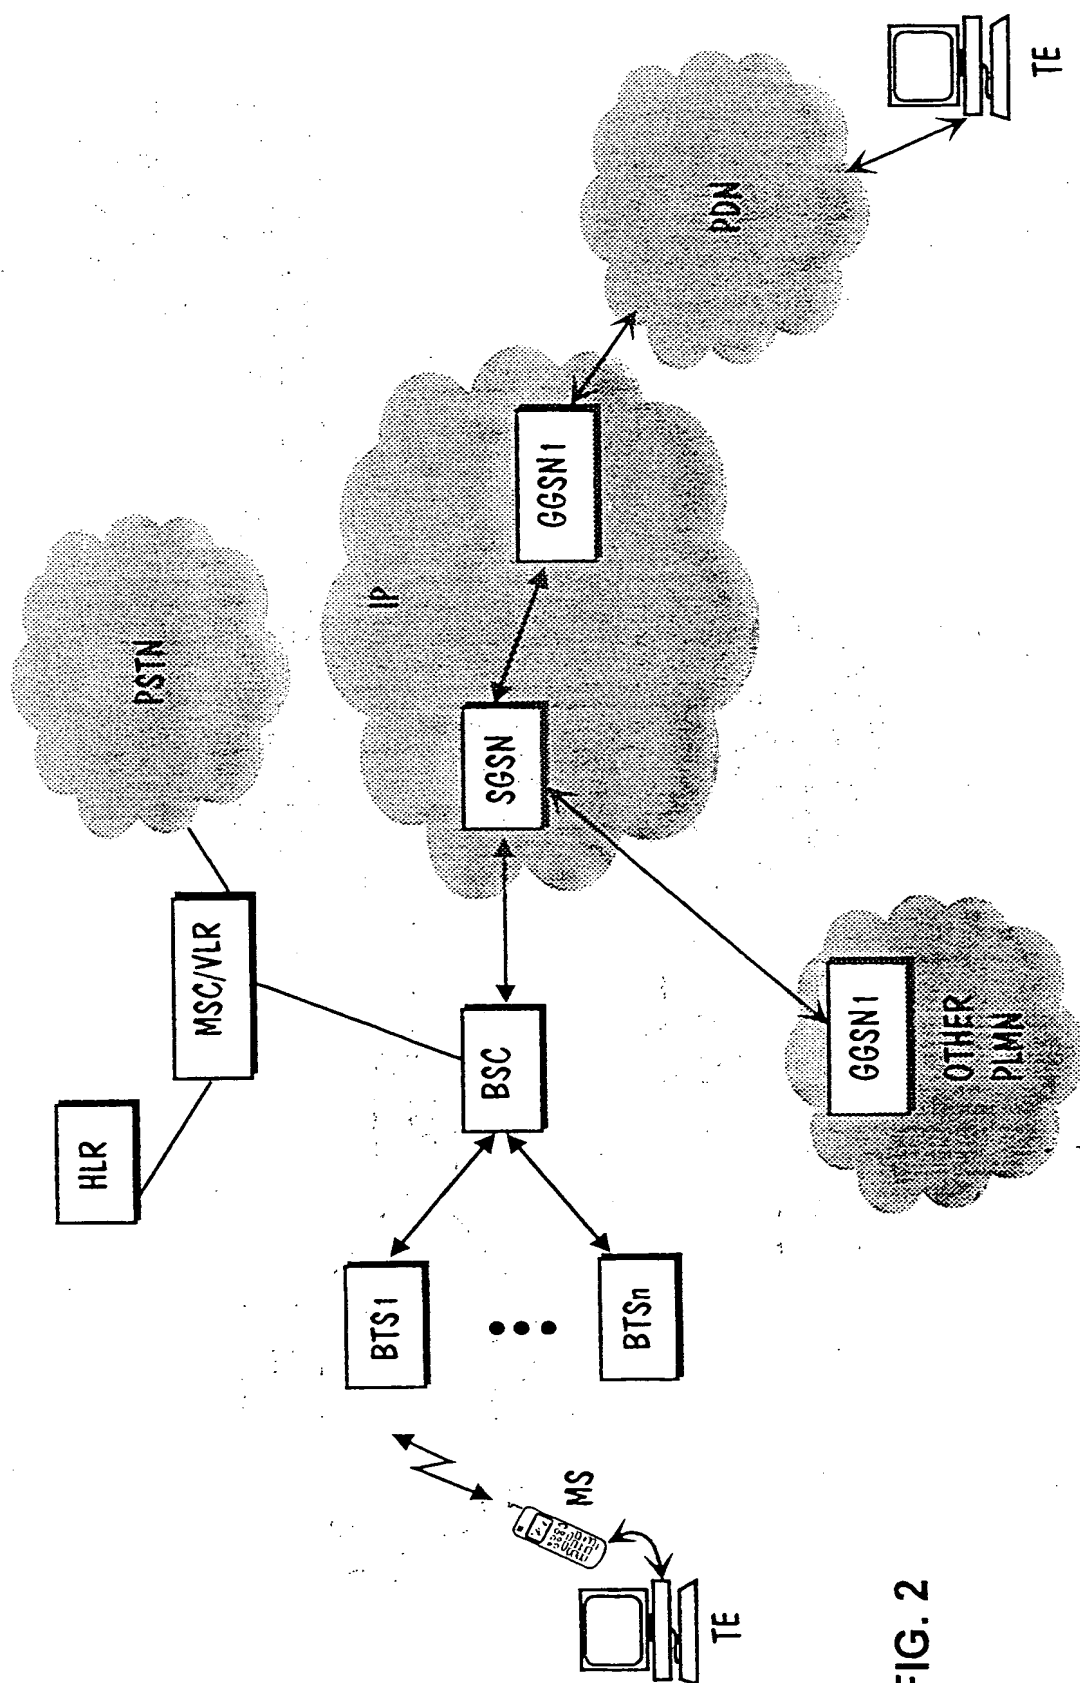 HLR
MSC/VLR
PSTN
BTS1
BTSn
BSC
SGSN
IP
GGSN1
PDN
TE
MS
TE
GGSN1
OTHER
PLMN
FIG. 2